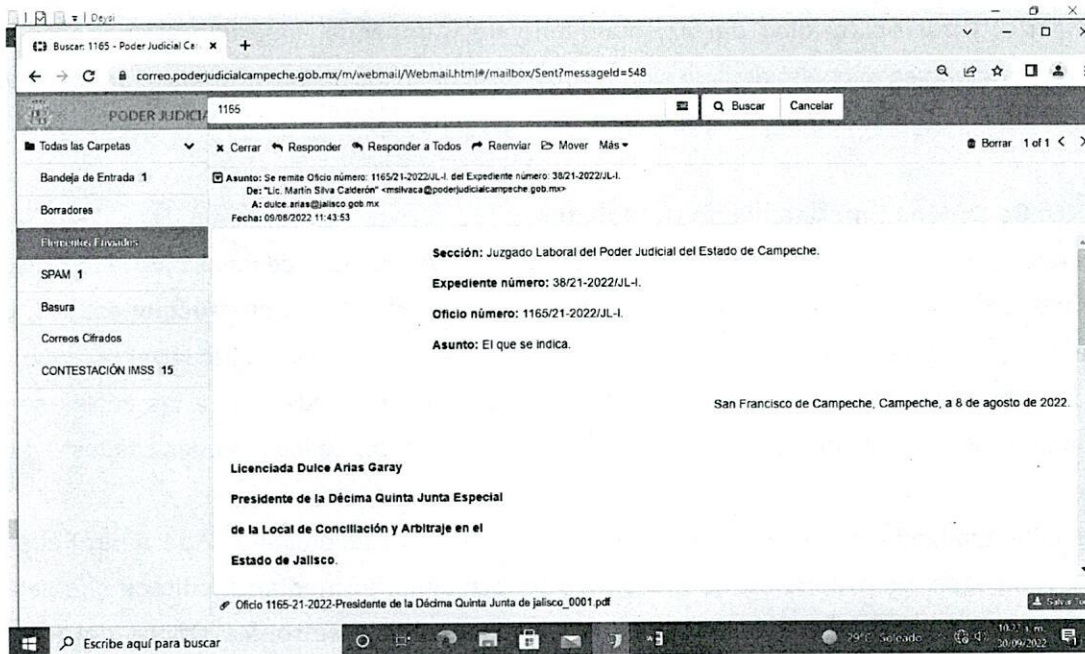 Deysi
Buscar: 1165 - Poder Judicial Ca
correo.poderjudicialcampeche.gob.mx/m/webmail/Webmail.html#/mailbox/Sent?messageId=548
PODER JUDICIA
1165
Buscar Cancelar
Todas las Carpetas
Cerrar Responder Responder a Todos Reenviar Mover Más
Borrar 1 of 1
Bandeja de Entrada 1
Borradores
Elementos Enviados
SPAM 1
Basura
Correos Cifrados
CONTESTACIÓN IMSS 15
Asunto: Se remite Oficio número: 1165/21-2022/JL-I. del Expediente número: 38/21-2022/JL-I.
De: "Lic. Martín Silva Calderón" <msilvaca@poderjudicialcampeche.gob.mx>
A: dulce.arias@jalisco.gob.mx
Fecha: 09/08/2022 11:43:53
Sección: Juzgado Laboral del Poder Judicial del Estado de Campeche.
Expediente número: 38/21-2022/JL-I.
Oficio número: 1165/21-2022/JL-I.
Asunto: El que se indica.
San Francisco de Campeche, Campeche, a 8 de agosto de 2022.
Licenciada Dulce Arias Garay
Presidente de la Décima Quinta Junta Especial
de la Local de Conciliación y Arbitraje en el
Estado de Jalisco.
Oficio 1165-21-2022-Presidente de la Décima Quinta Junta de jalisco_0001.pdf
Escribe aquí para buscar
29°C Soleado
20/09/2022